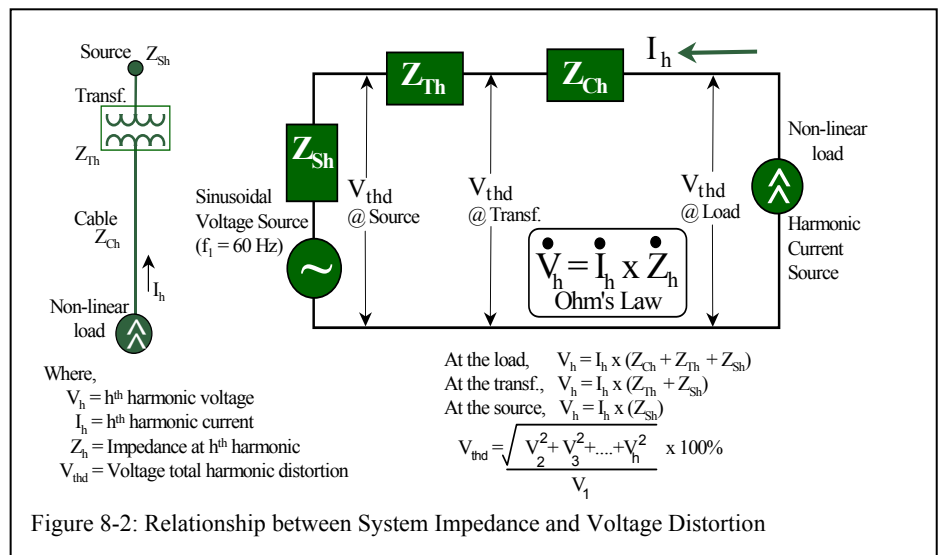 Source
Z_Sh
Transf.
Z_Th
Cable
Z_Ch
I_h
Non-linear
load
Z_Th
Z_Ch
I_h
Z_Sh
Sinusoidal
Voltage Source
(f_1 = 60 Hz)
~
V_thd
@ Source
V_thd
@ Transf.
V_thd
@ Load
Non-linear
load
Harmonic
Current
Source
V̇_h = İ_h x Ż_h
Ohm's Law
Where,
V_h = h^th harmonic voltage
I_h = h^th harmonic current
Z_h = Impedance at h^th harmonic
V_thd = Voltage total harmonic distortion
At the load, V_h = I_h x (Z_Ch + Z_Th + Z_Sh)
At the transf., V_h = I_h x (Z_Th + Z_Sh)
At the source, V_h = I_h x (Z_Sh)
V_thd = √(V_2^2 + V_3^2 +....+ V_h^2) / V_1 x 100%
Figure 8-2: Relationship between System Impedance and Voltage Distortion